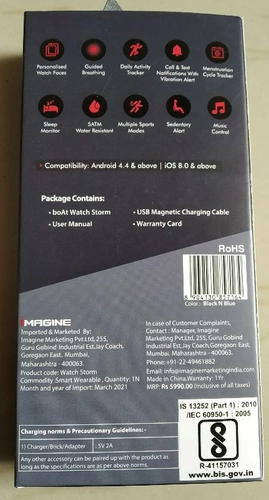 Personalised
Watch Faces
Guided
Breathing
Daily Activity
Tracker
Call & Text
Notifications With
Vibration Alert
Menstruation
Cycle Tracker
Sleep
Monitor
5ATM
Water Resistant
Multiple Sports
Modes
Sedentary
Alert
Music
Control
Compatibility: Android 4.4 & above | iOS 8.0 & above
Package Contains:
• boAt Watch Storm
• User Manual
• USB Magnetic Charging Cable
• Warranty Card
RoHS
Color: Black N Blue
IMAGINE
Imported & Marketed By:
Imagine Marketing Pvt.Ltd, 255,
Guru Gobind Industrial Est,Jay Coach,
Goregaon East, Mumbai,
Maharashtra - 400063
Product code: Watch Storm
Commodity Smart Wearable, Quantity: 1N
Month and year of Import: March 2021
In case of Customer Complaints,
Contact : Manager, Imagine
Marketing Pvt.Ltd, 255, Guru Gobind
Industrial Est,Jay Coach,Goregaon
East, Mumbai,
Maharashtra - 400063.
Phone: +91-22-49461882
Email: info@imaginemarketingindia.com
Made in China,Warranty: 1Yr
MRP: Rs 5990.00 (Inclusive of all taxes)
Charging norms & Precautionary Guidelines: -
1) Charger/Brick/Adapter : 5V 2A
Any other accessory can be paired up with the product as
long as the specifications are as per above norms.
IS 13252 (Part 1) : 2010
/IEC 60950-1 : 2005
R-41157031
www.bis.gov.in